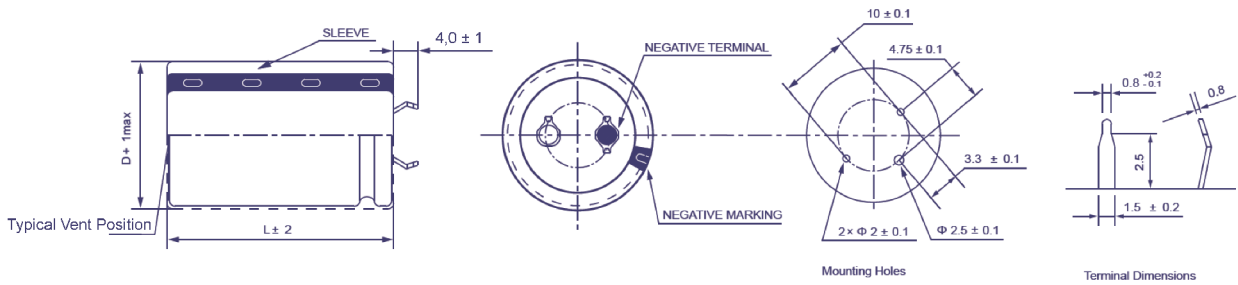 SLEEVE
4,0 ± 1
D + 1max
Typical Vent Position
L± 2
NEGATIVE TERMINAL
NEGATIVE MARKING
10 ± 0.1
4.75 ± 0.1
3.3 ± 0.1
2× Φ 2 ± 0.1
Φ 2.5 ± 0.1
Mounting Holes
0.8 +0.2 -0.1
0.8
2.5
1.5 ± 0.2
Terminal Dimensions